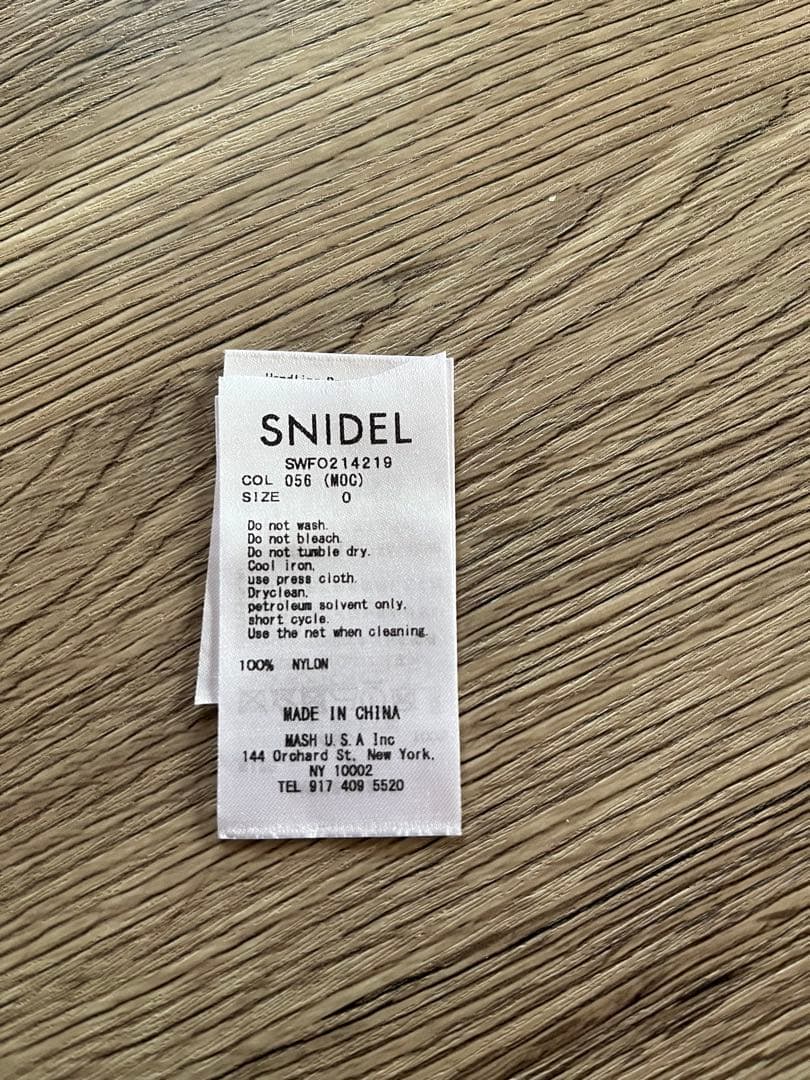 SNIDEL
SWFO214219
COL 056 (MOC)
SIZE 0
Do not wash.
Do not bleach.
Do not tumble dry.
Cool iron,
use press cloth.
Dryclean,
petroleum solvent only,
short cycle.
Use the net when cleaning.
100% NYLON
MADE IN CHINA
MASH U.S.A Inc
144 Orchard St, New York,
NY 10002
TEL 917 409 5520